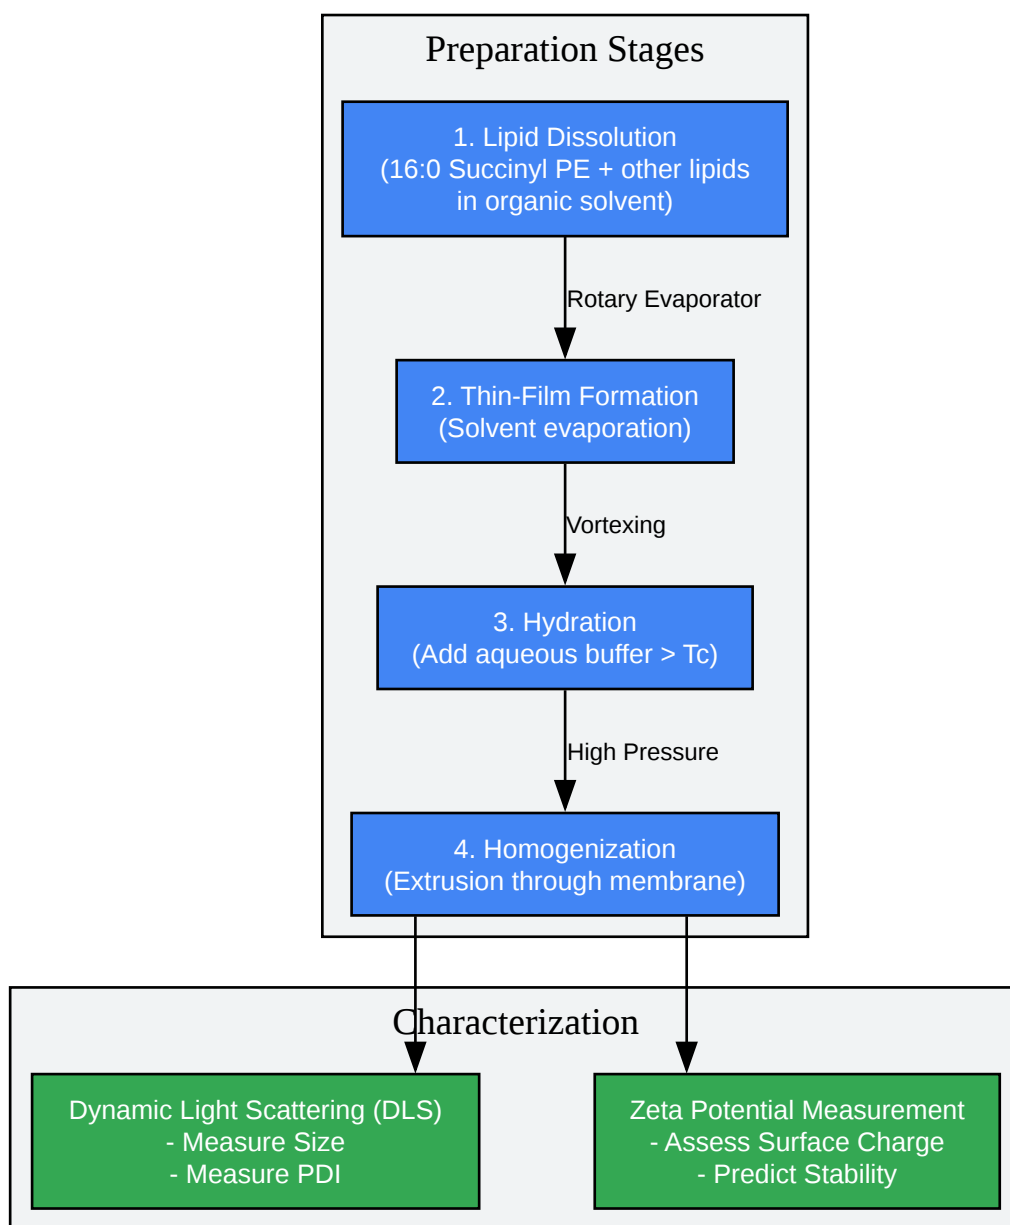 Preparation Stages
1. Lipid Dissolution
(16:0 Succinyl PE + other lipids
in organic solvent)
Rotary Evaporator
2. Thin-Film Formation
(Solvent evaporation)
Vortexing
3. Hydration
(Add aqueous buffer > Tc)
High Pressure
4. Homogenization
(Extrusion through membrane)
Characterization
Dynamic Light Scattering (DLS)
- Measure Size
- Measure PDI
Zeta Potential Measurement
- Assess Surface Charge
- Predict Stability